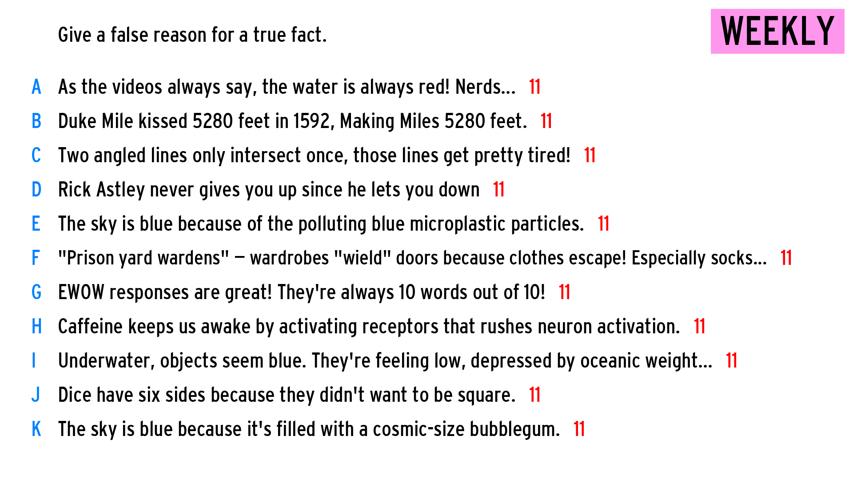 Give a false reason for a true fact.
WEEKLY
A As the videos always say, the water is always red! Nerds... 11
B Duke Mile kissed 5280 feet in 1592, Making Miles 5280 feet. 11
C Two angled lines only intersect once, those lines get pretty tired! 11
D Rick Astley never gives you up since he lets you down 11
E The sky is blue because of the polluting blue microplastic particles. 11
F "Prison yard wardens" – wardrobes "wield" doors because clothes escape! Especially socks... 11
G EWOW responses are great! They're always 10 words out of 10! 11
H Caffeine keeps us awake by activating receptors that rushes neuron activation. 11
I Underwater, objects seem blue. They're feeling low, depressed by oceanic weight... 11
J Dice have six sides because they didn't want to be square. 11
K The sky is blue because it's filled with a cosmic-size bubblegum. 11